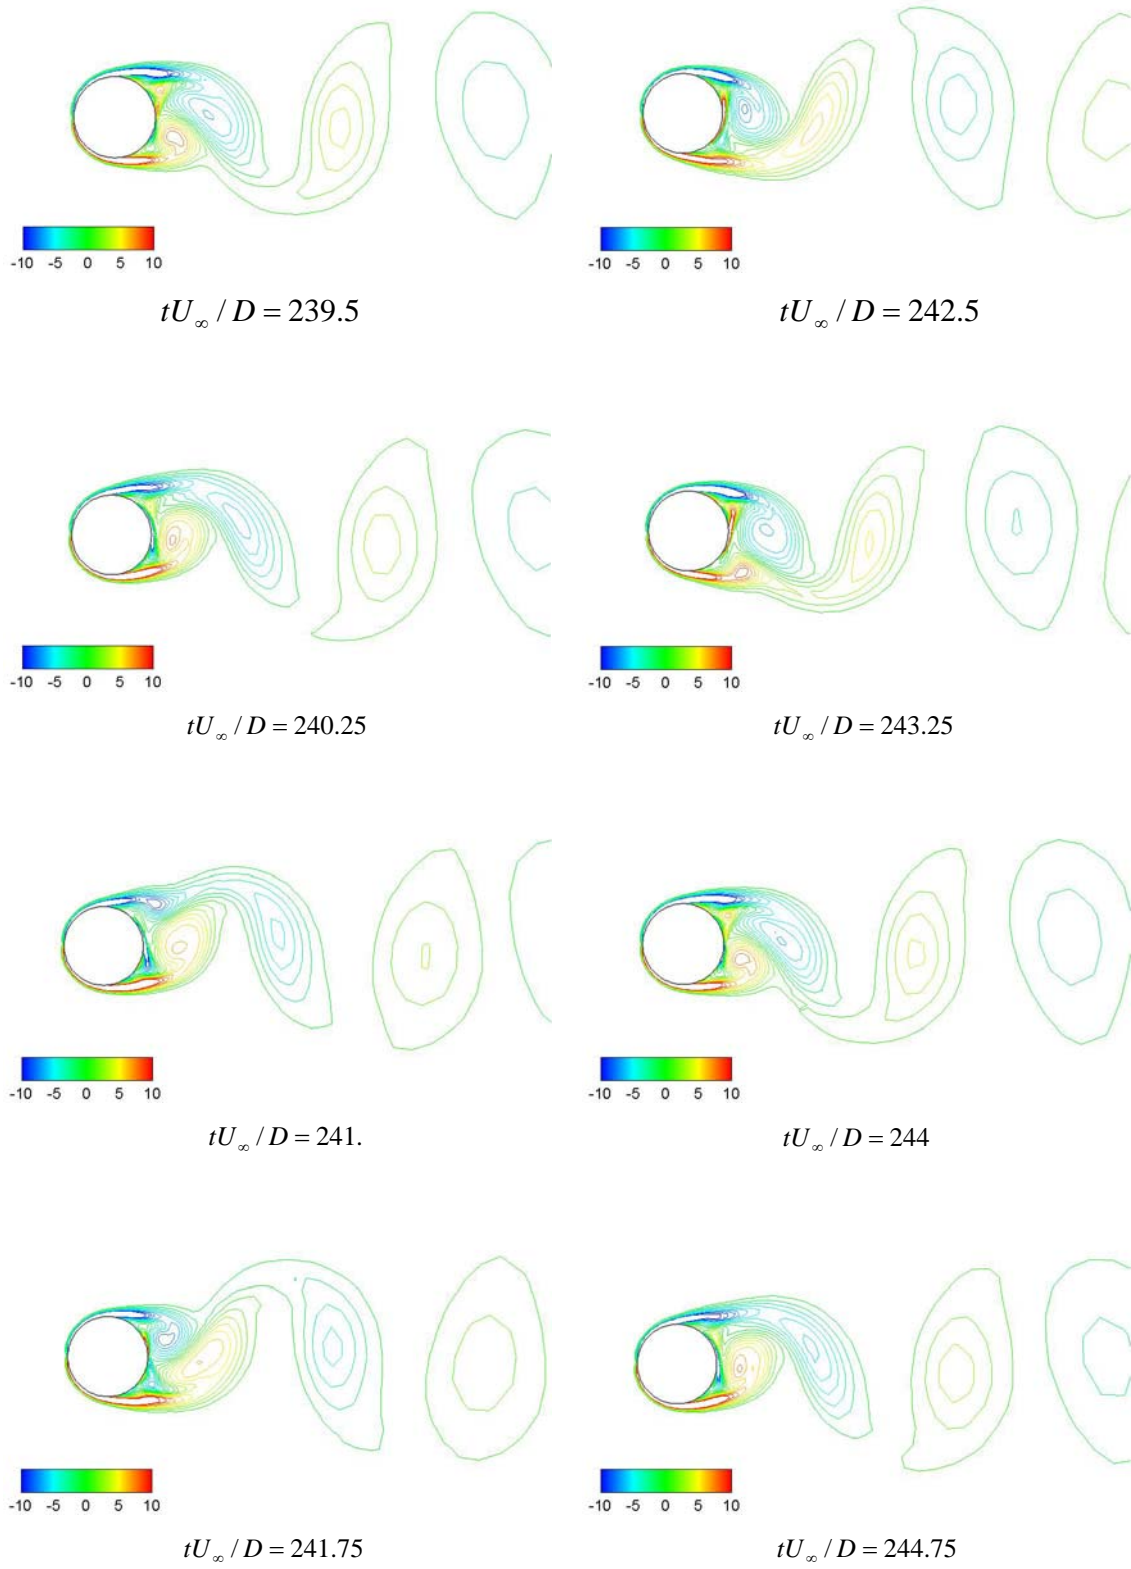 -10 -5 0 5 10
-10 -5 0 5 10
tU∞ / D = 239.5
tU∞ / D = 242.5
-10 -5 0 5 10
-10 -5 0 5 10
tU∞ / D = 240.25
tU∞ / D = 243.25
-10 -5 0 5 10
-10 -5 0 5 10
tU∞ / D = 241.
tU∞ / D = 244
-10 -5 0 5 10
-10 -5 0 5 10
tU∞ / D = 241.75
tU∞ / D = 244.75